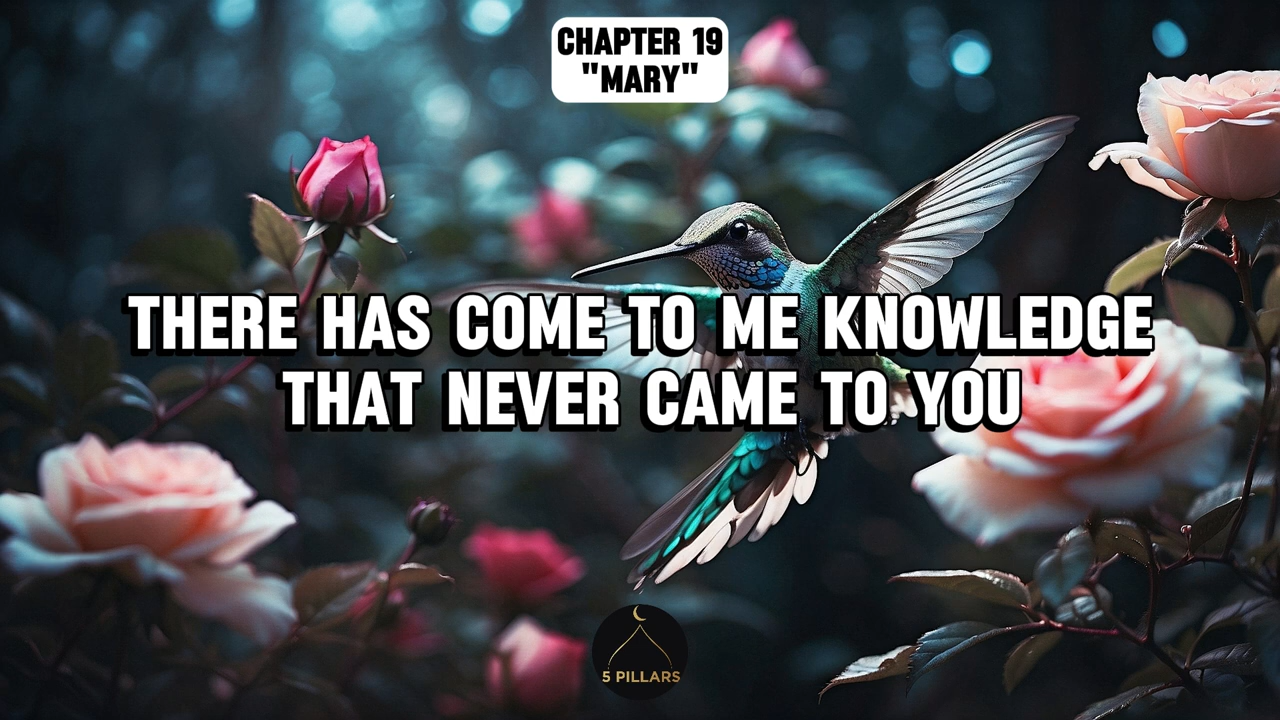 CHAPTER 19
"MARY"
THERE HAS COME TO ME KNOWLEDGE
THAT NEVER CAME TO YOU
5 PILLARS